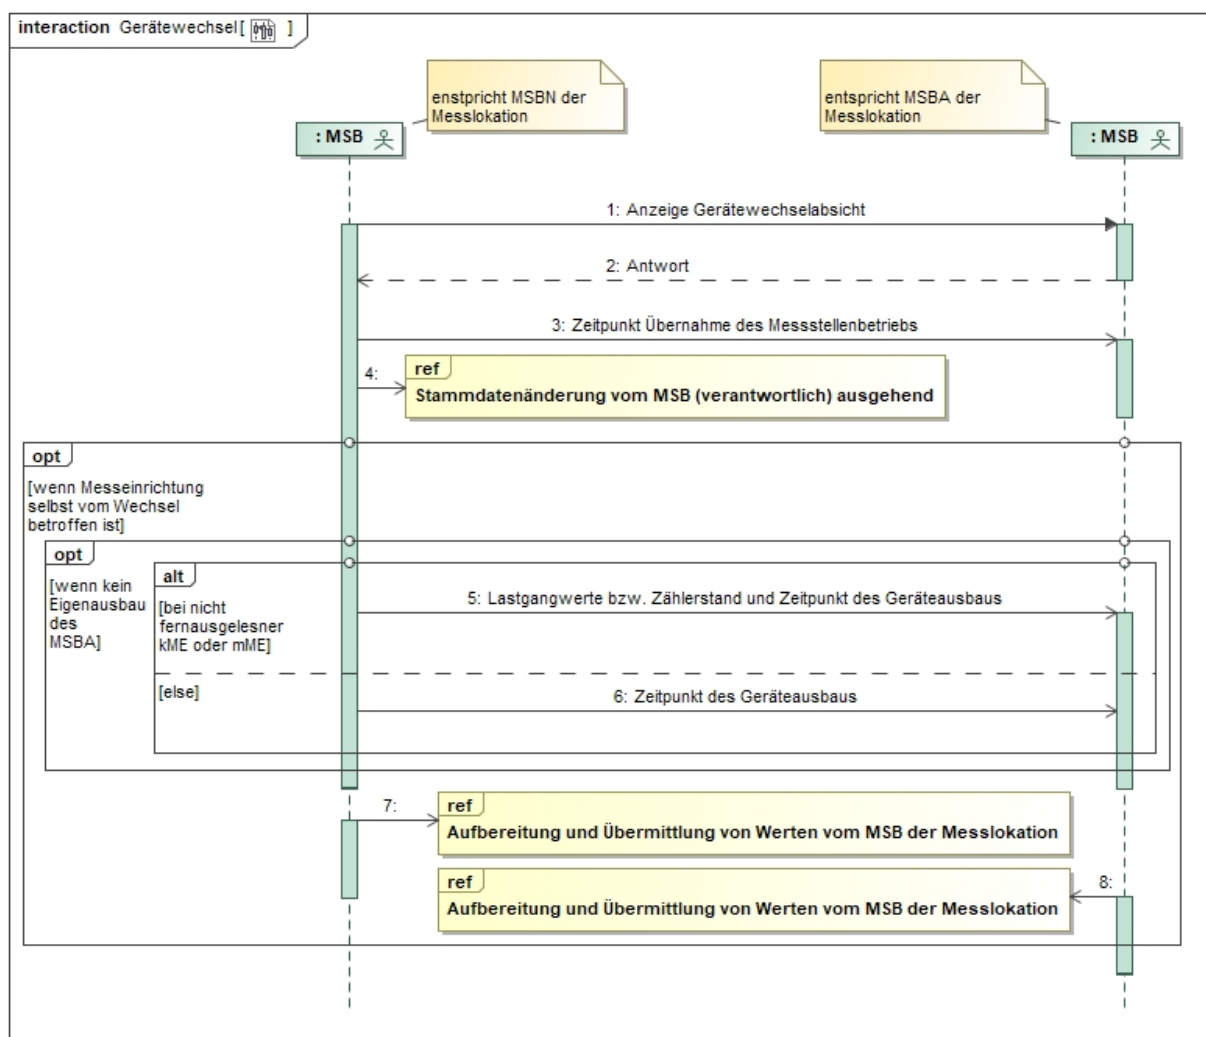 interaction Gerätewechsel[ ]
enstpricht MSBN der
Messlokation
entspricht MSBA der
Messlokation
: MSB
: MSB
1: Anzeige Gerätewechselabsicht
2: Antwort
3: Zeitpunkt Übernahme des Messstellenbetriebs
4:
ref
Stammdatenänderung vom MSB (verantwortlich) ausgehend
opt
[wenn Messeinrichtung
selbst vom Wechsel
betroffen ist]
opt
[wenn kein
Eigenausbau
des
MSBA]
alt
[bei nicht
fernausgelesner
kME oder mME]
5: Lastgangwerte bzw. Zählerstand und Zeitpunkt des Geräteausbaus
[else]
6: Zeitpunkt des Geräteausbaus
7:
ref
Aufbereitung und Übermittlung von Werten vom MSB der Messlokation
ref
8:
Aufbereitung und Übermittlung von Werten vom MSB der Messlokation